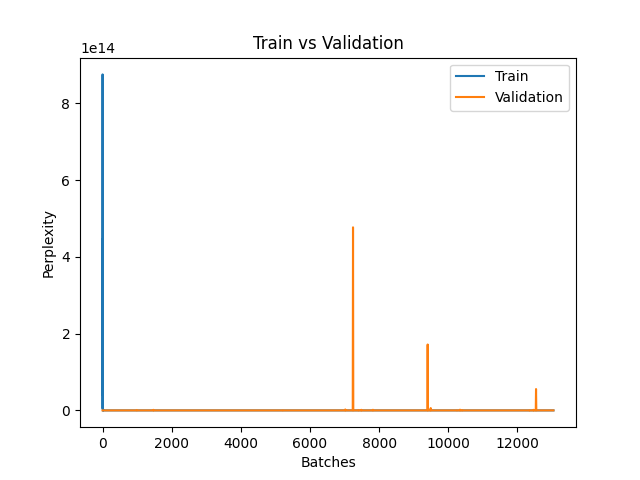 Train vs Validation
1e14
Train
Validation
8
6
4
2
0
Perplexity
0 2000 4000 6000 8000 10000 12000
Batches